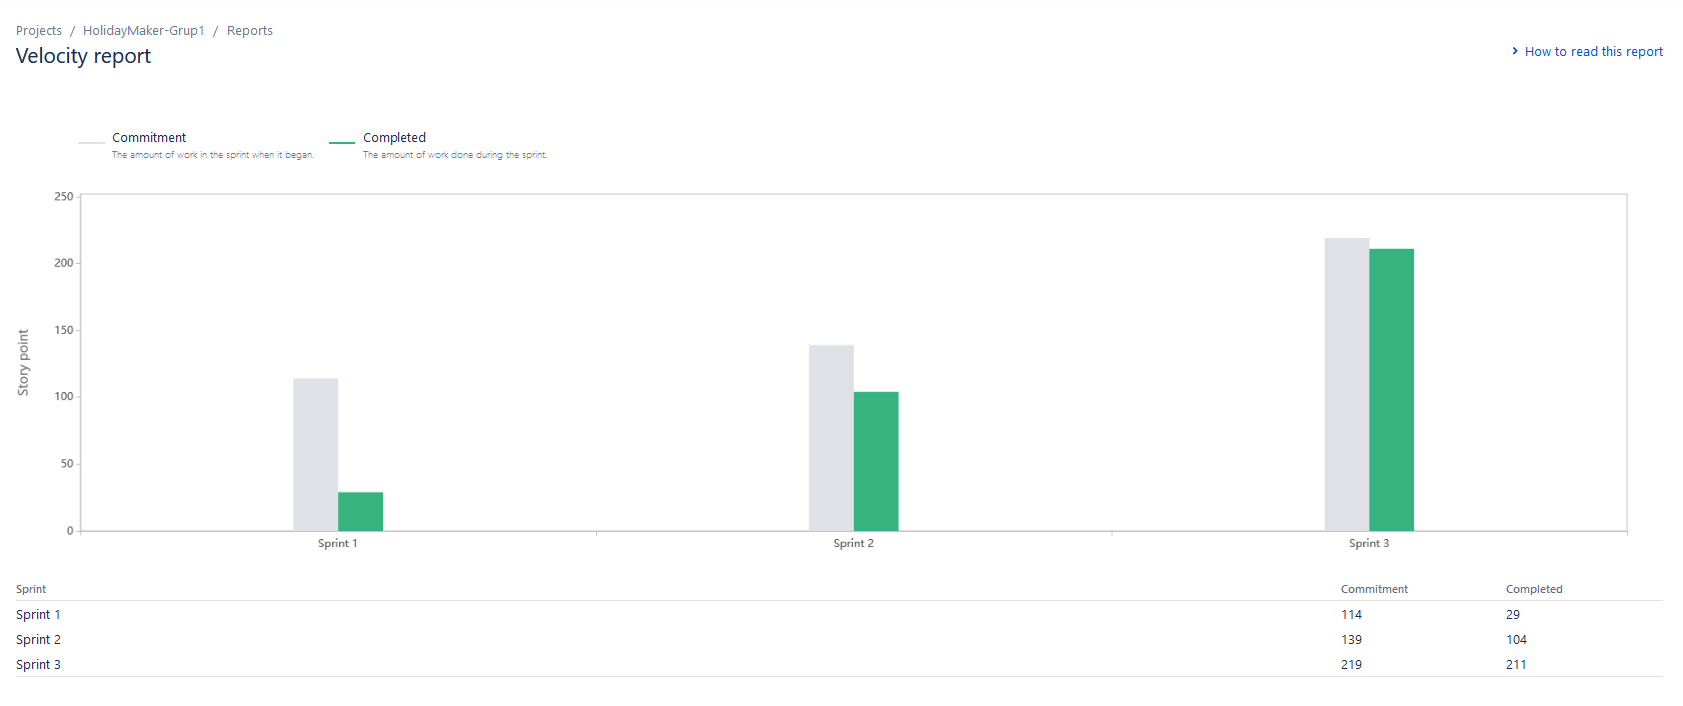 Projects / HolidayMaker-Grup1 / Reports
Velocity report
How to read this report
Commitment
The amount of work in the sprint when it began.
Completed
The amount of work done during the sprint.
Story point
250
200
150
100
50
0
Sprint 1 Sprint 2 Sprint 3
Sprint Commitment Completed
Sprint 1 114 29
Sprint 2 139 104
Sprint 3 219 211